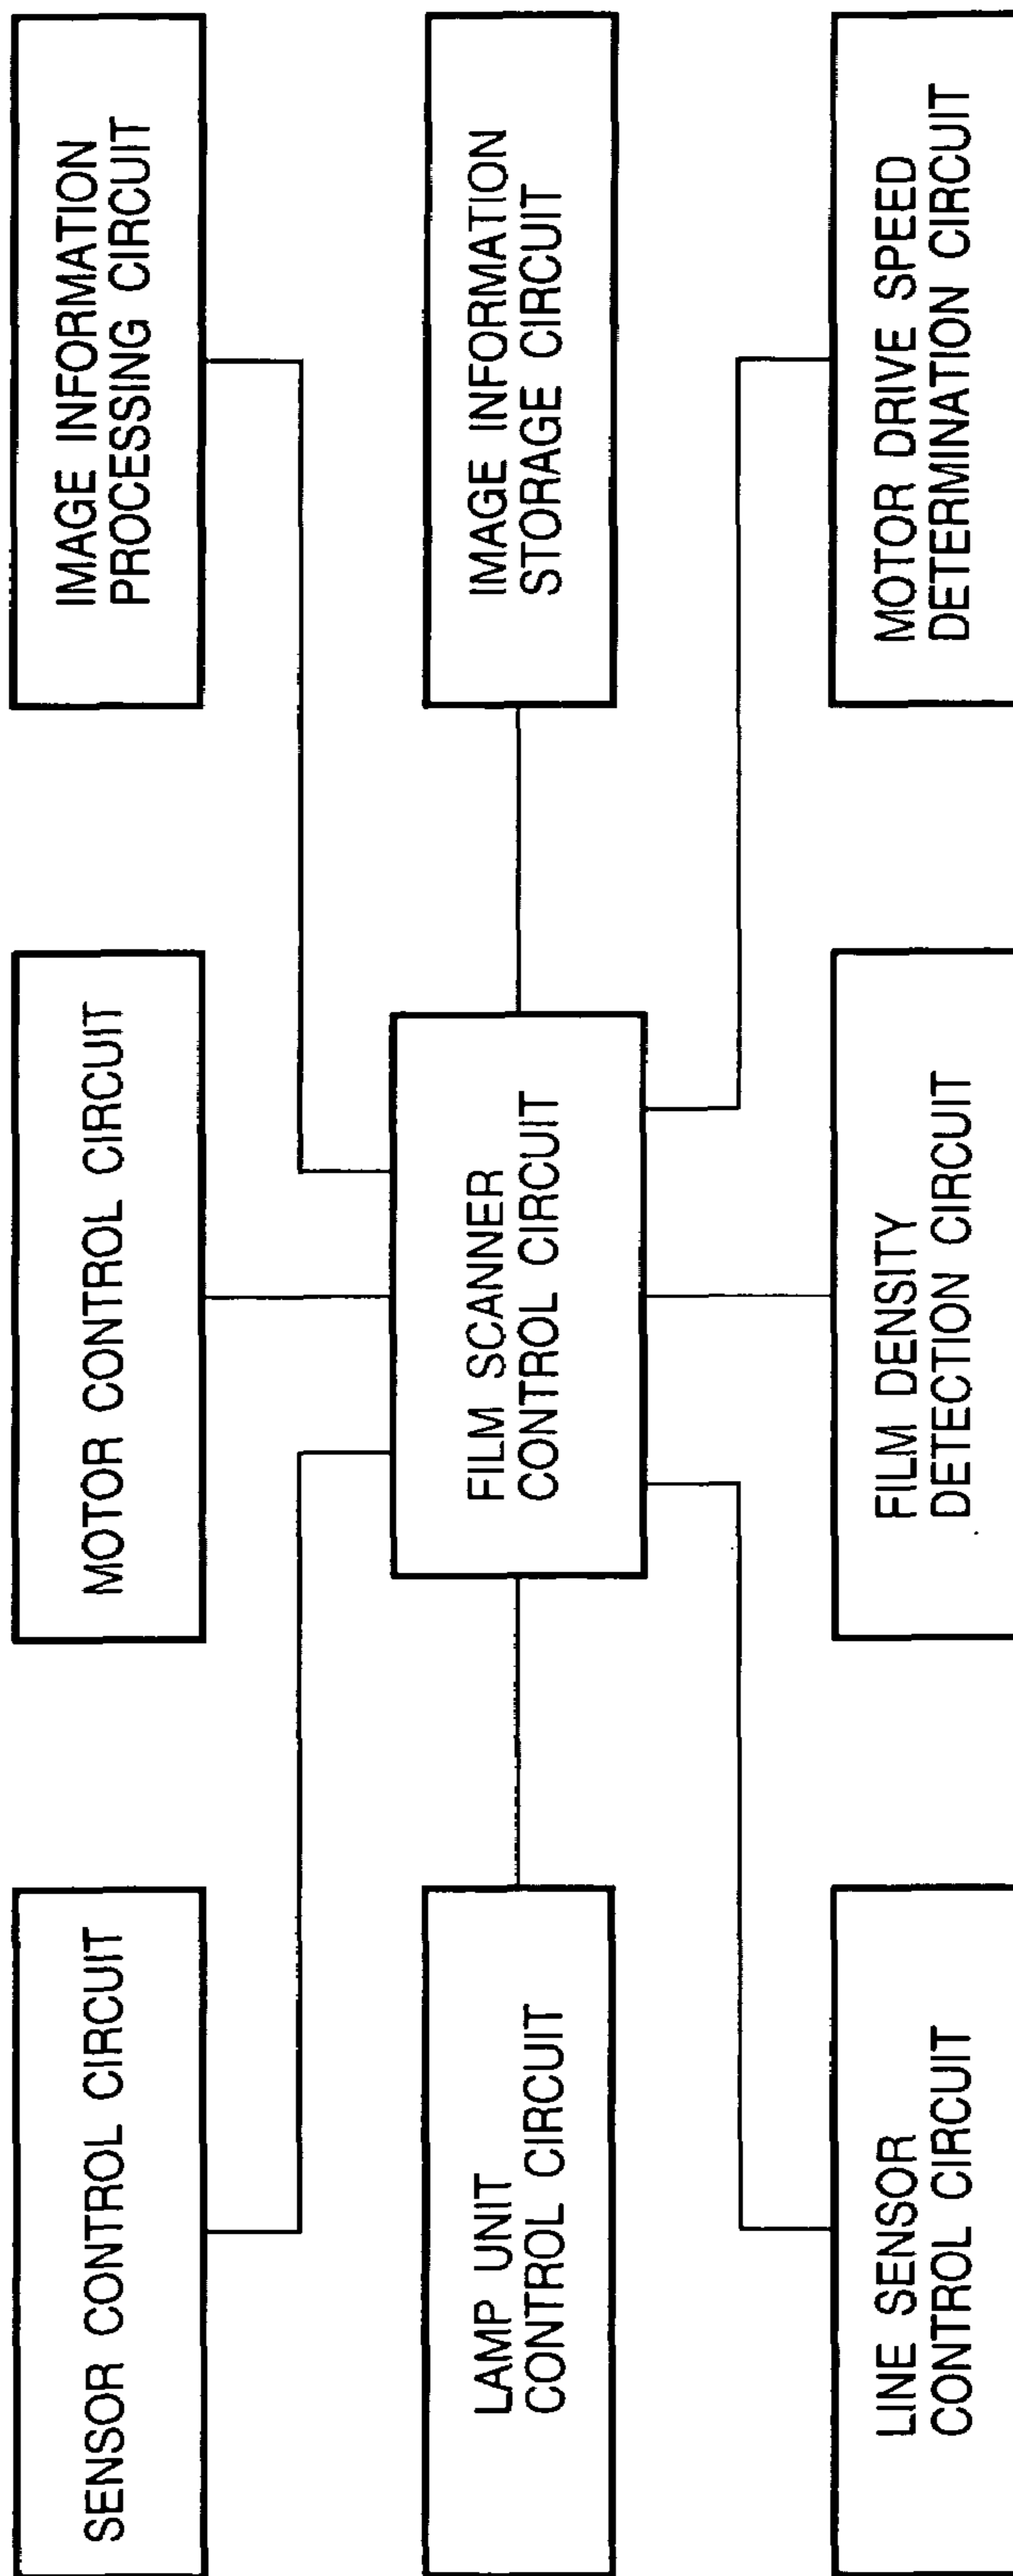 SENSOR CONTROL CIRCUIT
MOTOR CONTROL CIRCUIT
IMAGE INFORMATION
PROCESSING CIRCUIT
LAMP UNIT
CONTROL CIRCUIT
FILM SCANNER
CONTROL CIRCUIT
IMAGE INFORMATION
STORAGE CIRCUIT
LINE SENSOR
CONTROL CIRCUIT
FILM DENSITY
DETECTION CIRCUIT
MOTOR DRIVE SPEED
DETERMINATION CIRCUIT